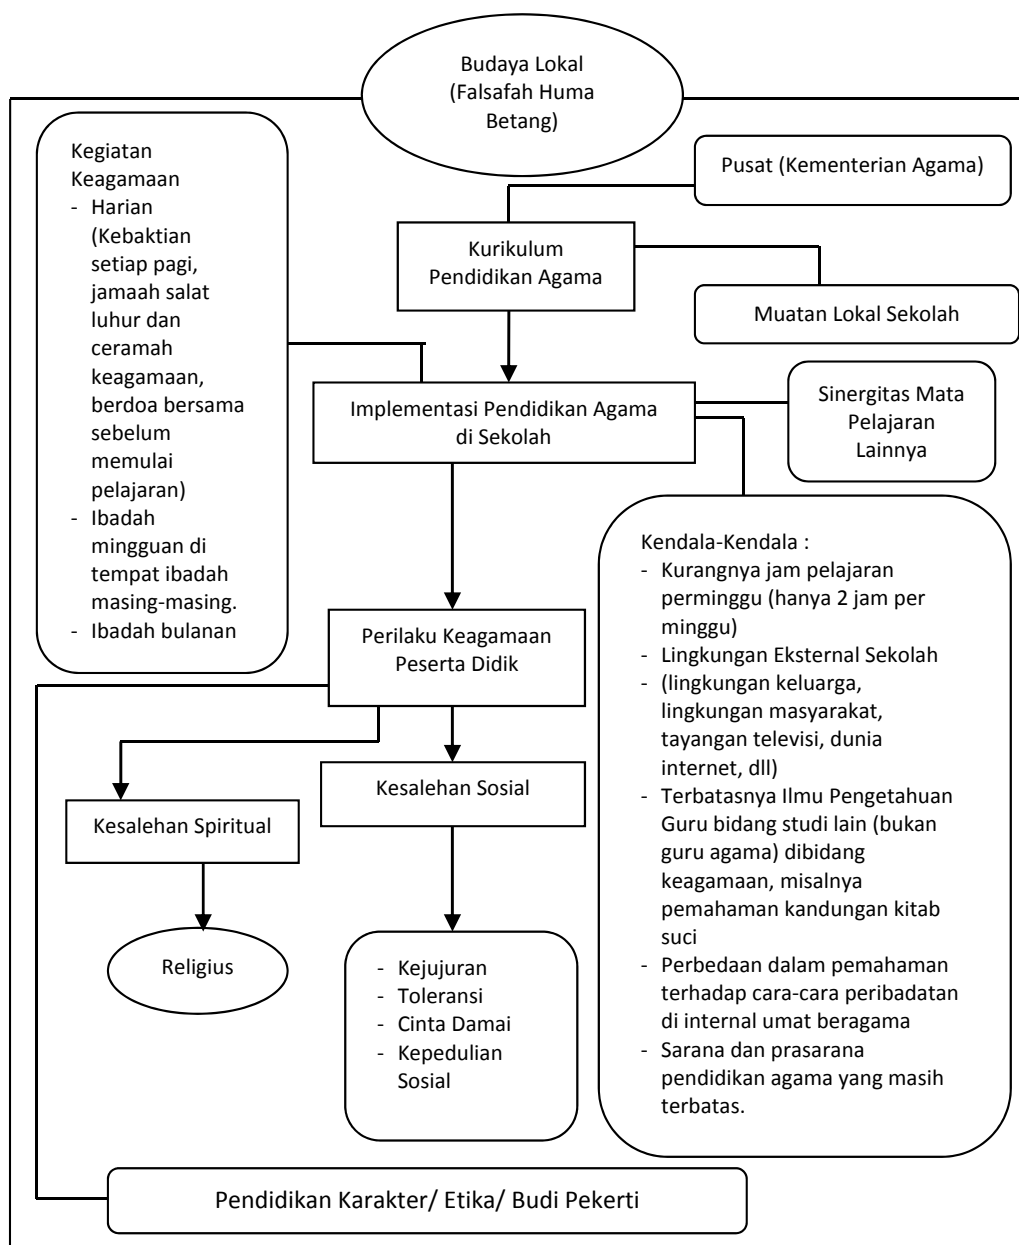 Budaya Lokal
(Falsafah Huma
Betang)
Kegiatan
Keagamaan
- Harian
(Kebaktian
setiap pagi,
jamaah salat
luhur dan
ceramah
keagamaan,
berdoa bersama
sebelum
memulai
pelajaran)
- Ibadah
mingguan di
tempat ibadah
masing-masing.
- Ibadah bulanan
Pusat (Kementerian Agama)
Kurikulum
Pendidikan Agama
Muatan Lokal Sekolah
Implementasi Pendidikan Agama
di Sekolah
Sinergitas Mata
Pelajaran
Lainnya
Kendala-Kendala :
- Kurangnya jam pelajaran
perminggu (hanya 2 jam per
minggu)
- Lingkungan Eksternal Sekolah
- (lingkungan keluarga,
lingkungan masyarakat,
tayangan televisi, dunia
internet, dll)
- Terbatasnya Ilmu Pengetahuan
Guru bidang studi lain (bukan
guru agama) dibidang
keagamaan, misalnya
pemahaman kandungan kitab
suci
- Perbedaan dalam pemahaman
terhadap cara-cara peribadatan
di internal umat beragama
- Sarana dan prasarana
pendidikan agama yang masih
terbatas.
Perilaku Keagamaan
Peserta Didik
Kesalehan Sosial
Kesalehan Spiritual
Religius
- Kejujuran
- Toleransi
- Cinta Damai
- Kepedulian
Sosial
Pendidikan Karakter/ Etika/ Budi Pekerti